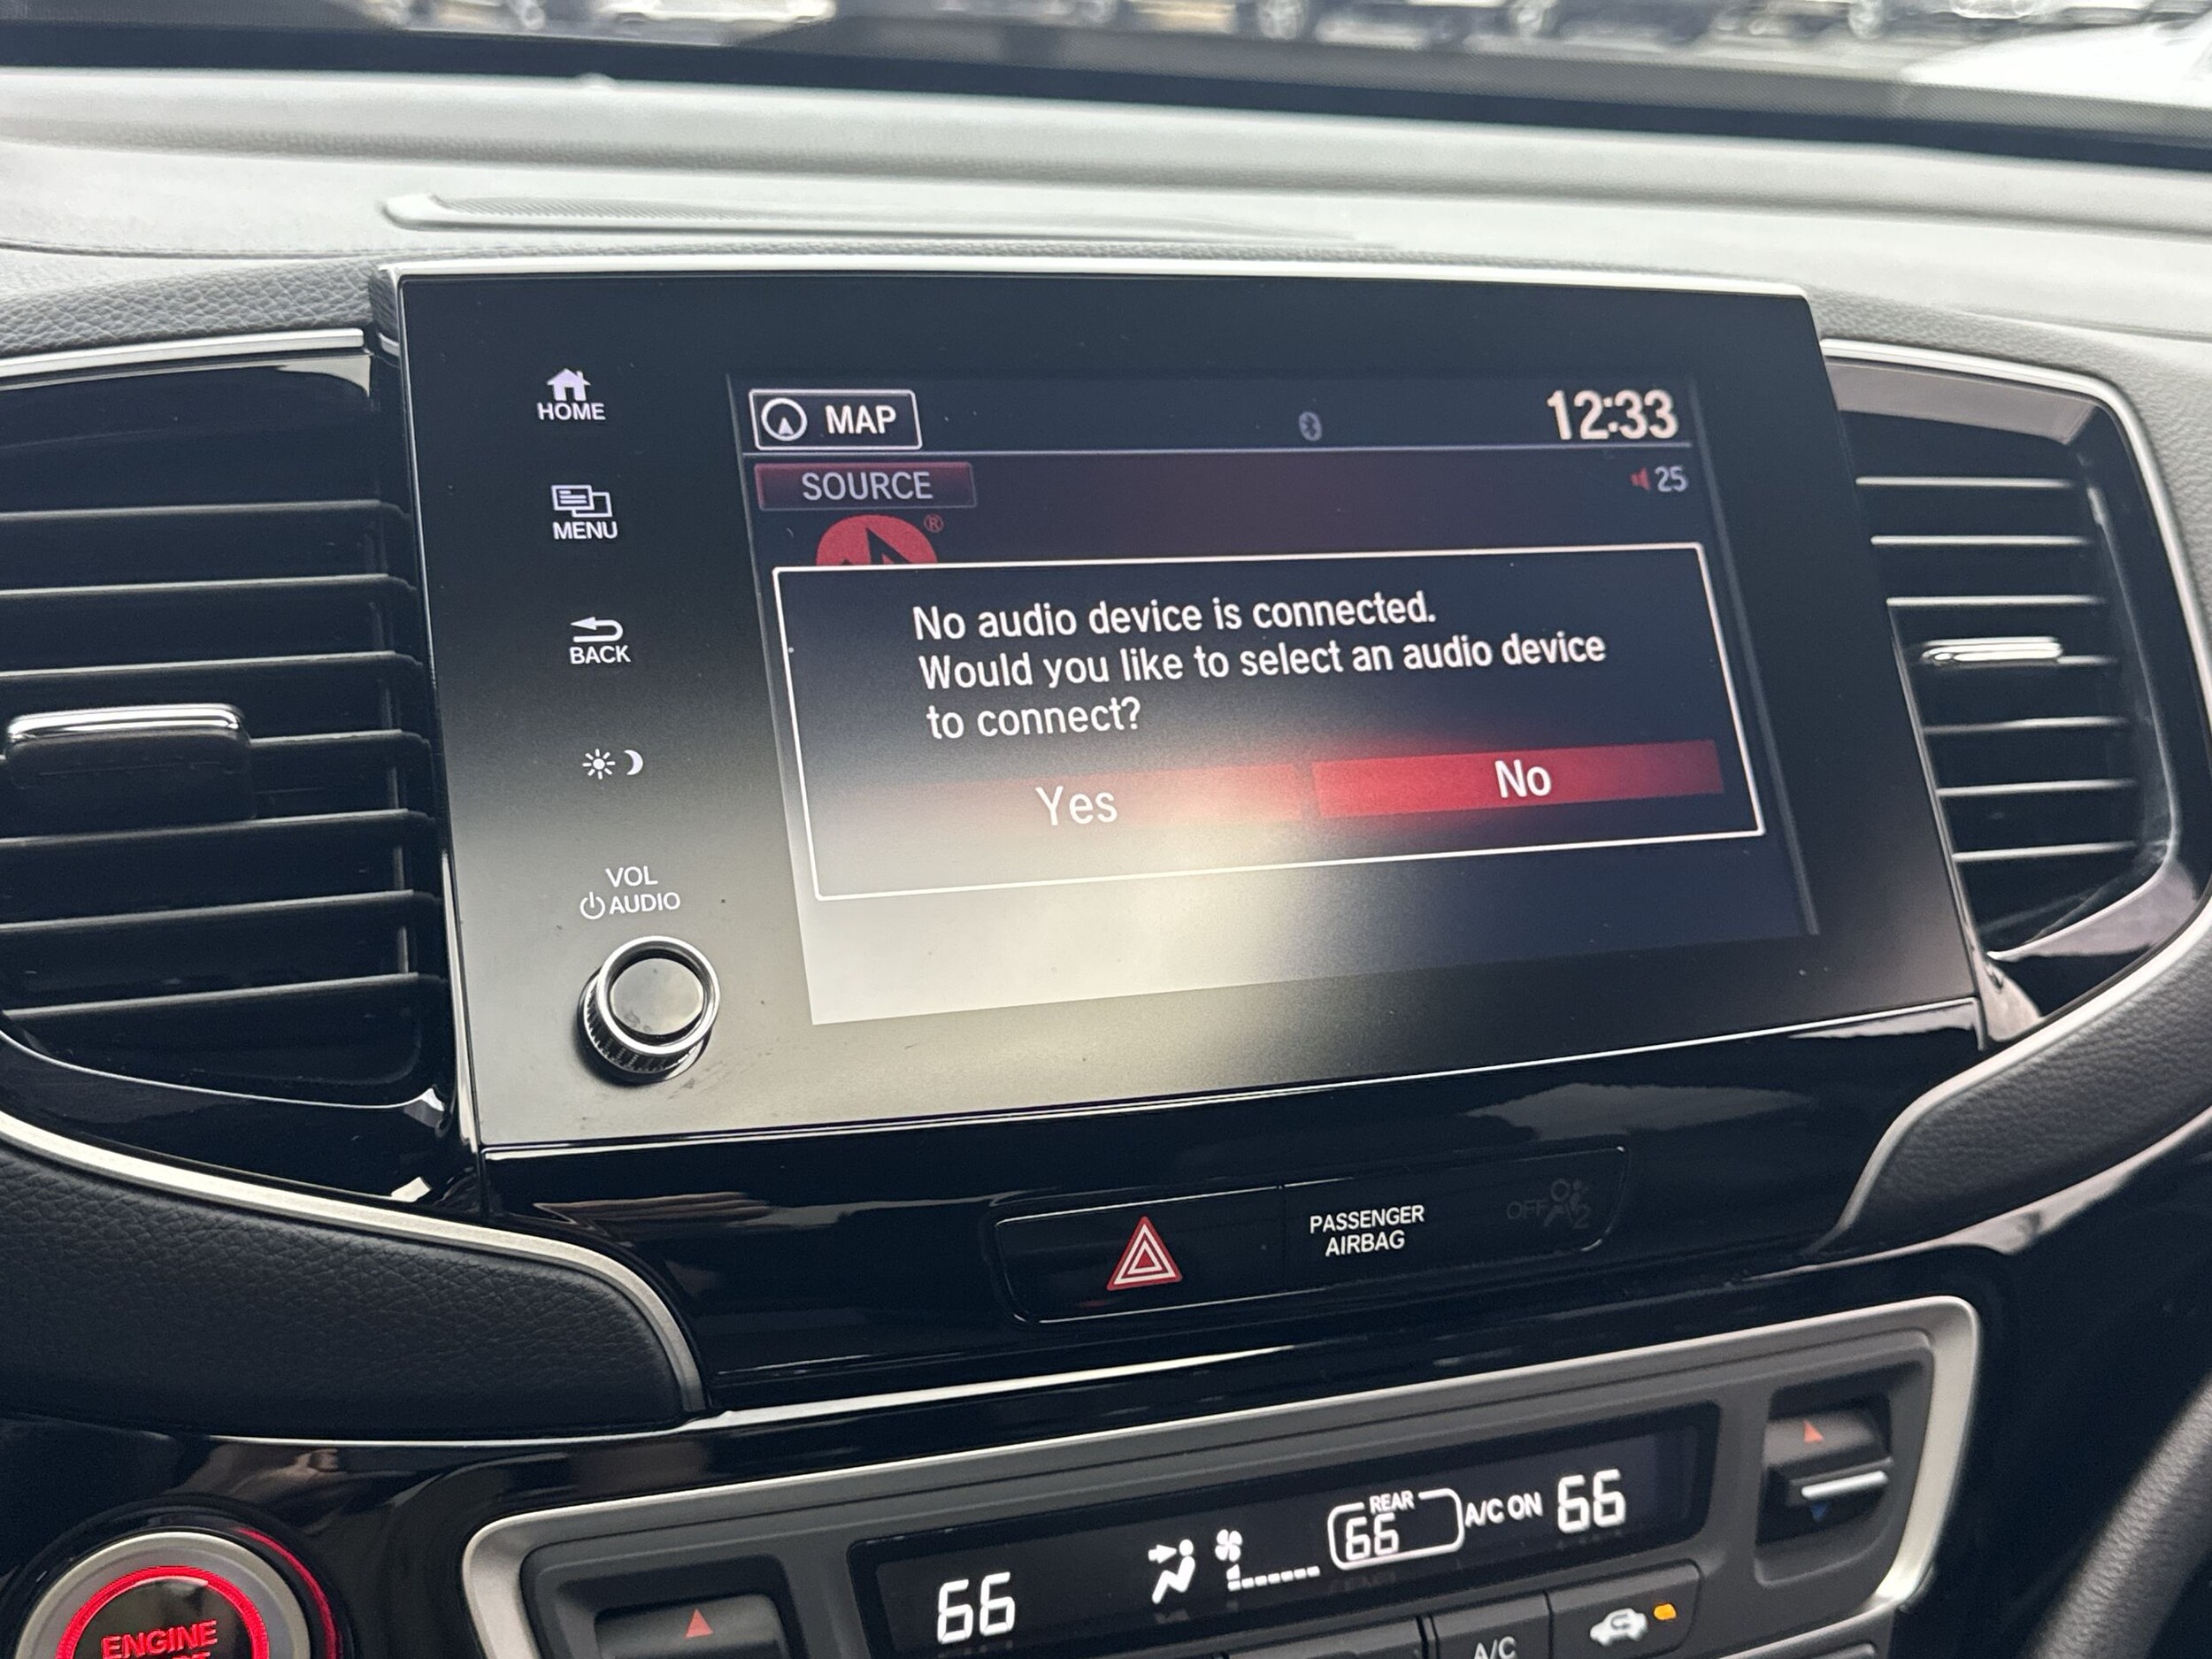 HOME
MENU
BACK
VOL
AUDIO
MAP
12:33
SOURCE
25
®
No audio device is connected.
Would you like to select an audio device
to connect?
Yes
No
PASSENGER
AIRBAG
OFF
2
66
REAR
66
A/C ON
66
A/C
ENGINE